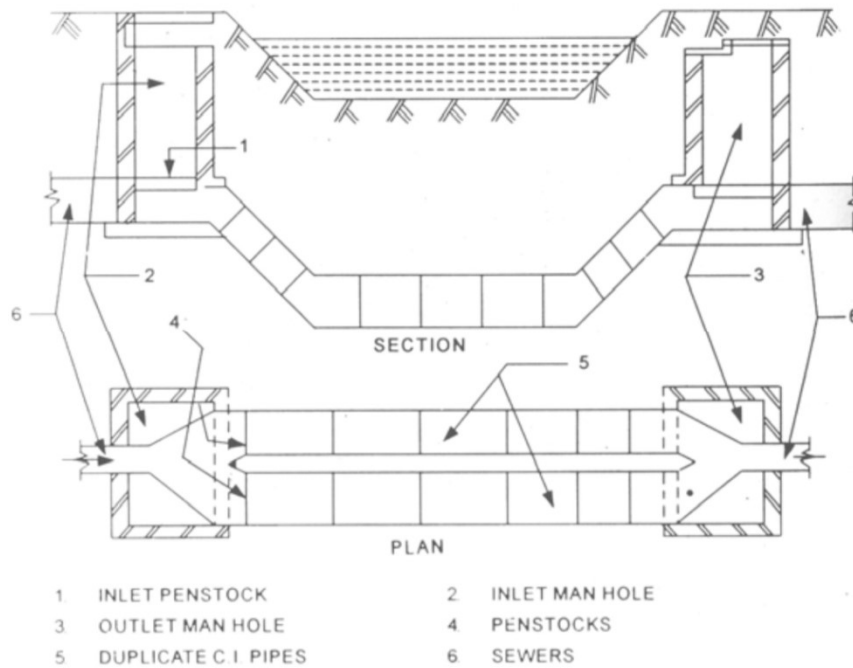 1
2
3
6
6
SECTION
4
5
PLAN
1. INLET PENSTOCK
2. INLET MAN HOLE
3. OUTLET MAN HOLE
4. PENSTOCKS
5. DUPLICATE C.I. PIPES
6. SEWERS